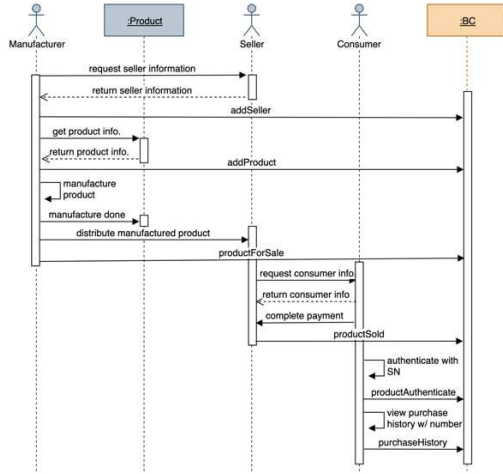 :Product
:BC
Manufacturer
Seller
Consumer
request seller information
return seller information
addSeller
get product info.
return product info.
addProduct
manufacture
product
manufacture done
distribute manufactured product
productForSale
request consumer info.
return consumer info
complete payment
productSold
authenticate with
SN
productAuthenticate
view purchase
history w/ number
purchaseHistory